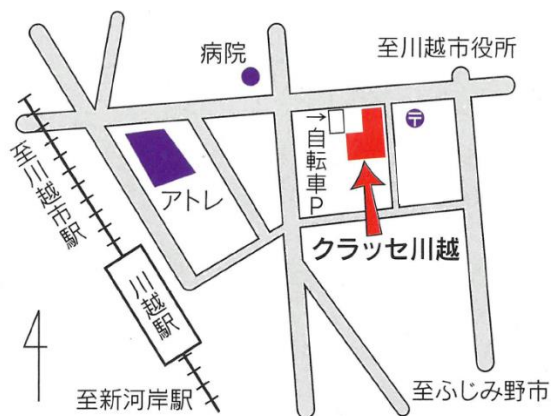 病院
至川越市役所
→自転車P
〒
至川越市駅
アトレ
クラッセ川越
川越駅
至新河岸駅
至ふじみ野市